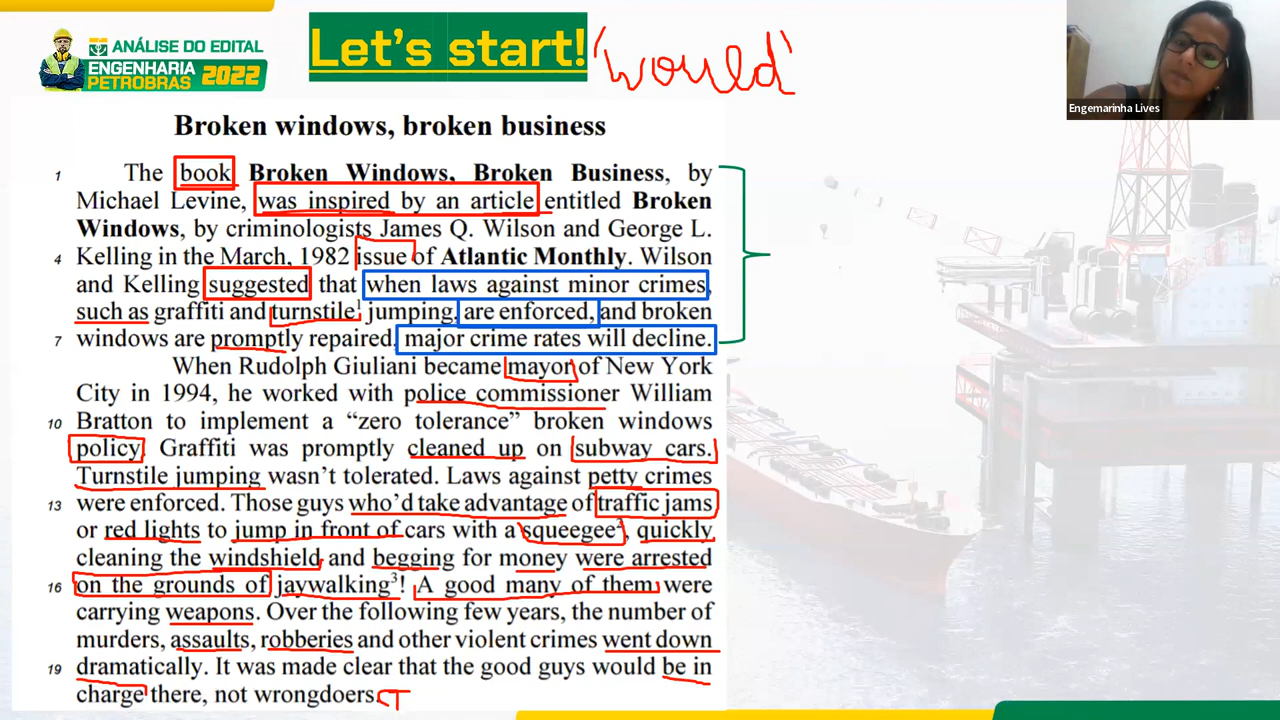 ANÁLISE DO EDITAL
ENGENHARIA
PETROBRAS 2022
Let's start!
'would'
Engemarinha Lives
Broken windows, broken business
1 The book Broken Windows, Broken Business, by
Michael Levine, was inspired by an article entitled Broken
Windows, by criminologists James Q. Wilson and George L.
4 Kelling in the March, 1982 issue of Atlantic Monthly. Wilson
and Kelling suggested that when laws against minor crimes,
such as graffiti and turnstile¹ jumping, are enforced, and broken
7 windows are promptly repaired, major crime rates will decline.
When Rudolph Giuliani became mayor of New York
City in 1994, he worked with police commissioner William
10 Bratton to implement a “zero tolerance” broken windows
policy. Graffiti was promptly cleaned up on subway cars.
Turnstile jumping wasn't tolerated. Laws against petty crimes
13 were enforced. Those guys who'd take advantage of traffic jams
or red lights to jump in front of cars with a squeegee², quickly
cleaning the windshield, and begging for money were arrested
16 on the grounds of jaywalking³! A good many of them were
carrying weapons. Over the following few years, the number of
murders, assaults, robberies and other violent crimes went down
19 dramatically. It was made clear that the good guys would be in
charge there, not wrongdoers.